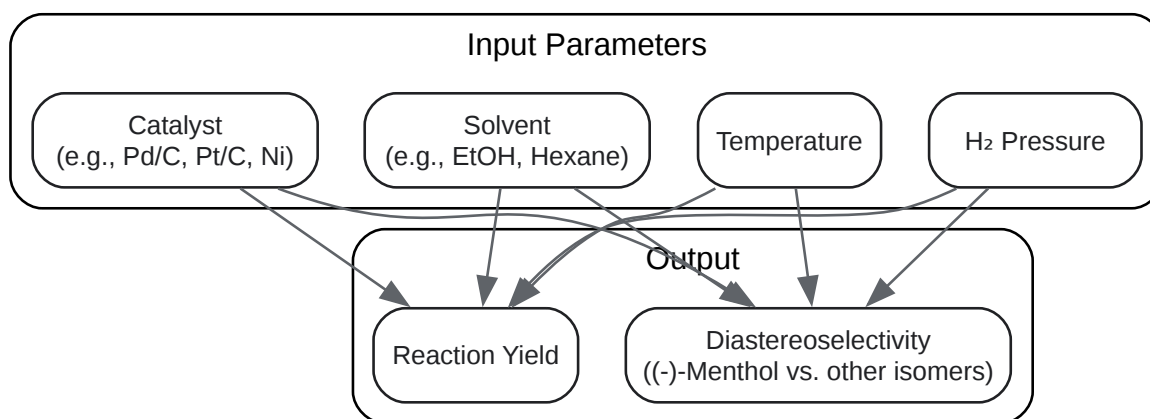 Input Parameters
Catalyst
(e.g., Pd/C, Pt/C, Ni)
Solvent
(e.g., EtOH, Hexane)
Temperature
H₂ Pressure
Output
Reaction Yield
Diastereoselectivity
((-)-Menthol vs. other isomers)